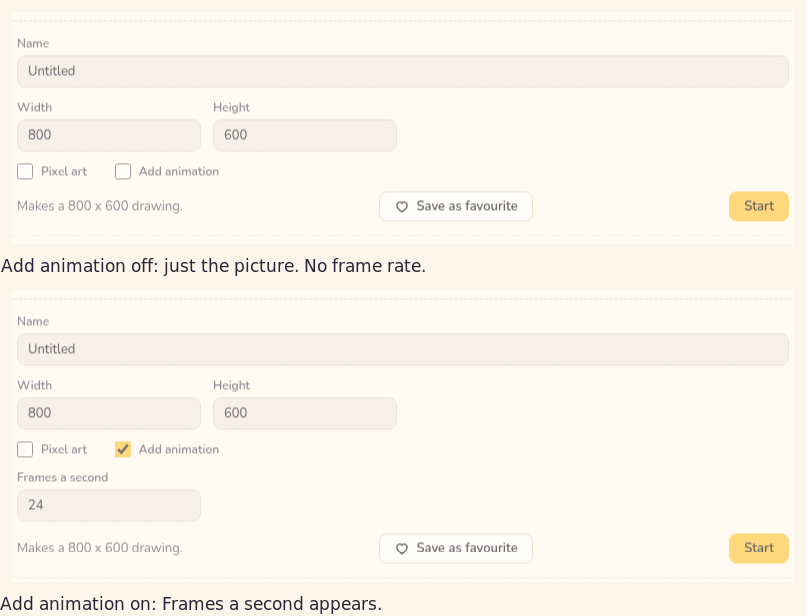 Name
Untitled
Width Height
800 600
Pixel art Add animation
Makes a 800 x 600 drawing. Save as favourite Start
Add animation off: just the picture. No frame rate.
Name
Untitled
Width Height
800 600
Pixel art Add animation
Frames a second
24
Makes a 800 x 600 drawing. Save as favourite Start
Add animation on: Frames a second appears.